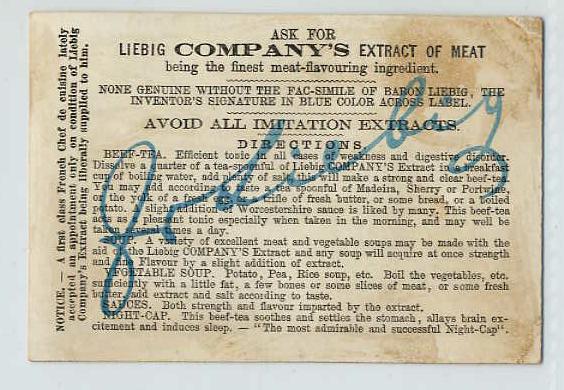 ASK FOR
LIEBIG COMPANY'S EXTRACT OF MEAT
being the finest meat-flavouring ingredient.
NONE GENUINE WITHOUT THE FAC-SIMILE OF BARON LIEBIG, THE
INVENTOR'S SIGNATURE IN BLUE COLOR ACROSS LABEL.
AVOID ALL IMITATION EXTRACTS.
DIRECTIONS.
BEEF-TEA. Efficient tonic in all cases of weakness and digestive disorder.
Dissolve a quarter of a tea-spoonful of Liebig COMPANY'S Extract in a breakfast
cup of boiling water, add a salt, this will make a strong and clear beef-tea.
You may add according to taste a tea spoonful of Madeira, Sherry or Portwine,
or the yolk of a fresh trifle of fresh butter, or some bread, or a boiled
potato. A slight addition of Worcestershire sauce is liked by many. This beef-tea
acts as a pleasant tonic especially when taken in the morning, and may well be
taken several times a day.
SOUP. A variety of excellent meat and vegetable soups may be made with the
aid of the Liebig COMPANY'S Extract and any soup will acquire at once strength
and fine Flavour by a slight addition of extract.
VEGETABLE SOUP. Potato, Pea, Rice soup, etc. Boil the vegetables, etc.
sufficiently with a little fat, a few bones or some slices of meat, or some fresh
butter, add extract and salt according to taste.
SAUCES. Both strength and flavour imparted by the extract.
NIGHT-CAP. This beef-tea soothes and settles the stomach, allays brain ex-
citement and induces sleep. — "The most admirable and successful Night-Cap".
NOTICE. — A first class French Chef de cuisine lately
accepted an appointment only on condition of Liebig
Company's Extract being liberally supplied to him.